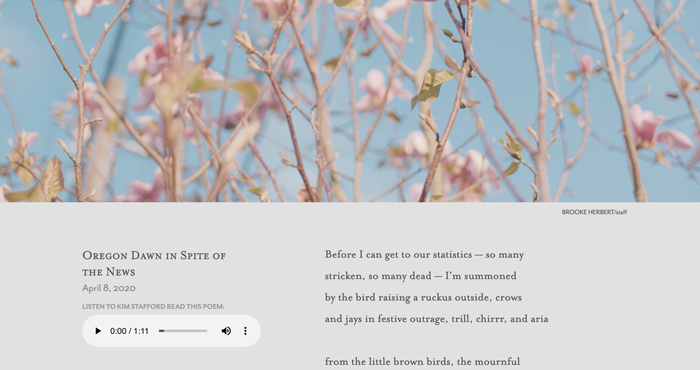 BROOKE HERBERT/staff
Oregon Dawn in Spite of
the News
April 8, 2020
LISTEN TO KIM STAFFORD READ THIS POEM:
0:00 / 1:11
Before I can get to our statistics — so many
stricken, so many dead — I’m summoned
by the bird raising a ruckus outside, crows
and jays in festive outrage, trill, chirrr, and aria
from the little brown birds, the mournful